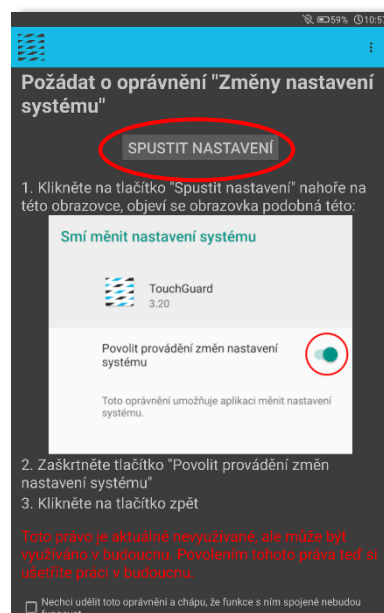 59% 10:57
Požádat o oprávnění "Změny nastavení
systému"
SPUSTIT NASTAVENÍ
1. Klikněte na tlačítko "Spustit nastavení" nahoře na
této obrazovce, objeví se obrazovka podobná této:
Smí měnit nastavení systému
TouchGuard
3.20
Povolit provádění změn nastavení
systému
Toto oprávnění umožňuje aplikaci měnit nastavení
systému.
2. Zaškrtněte tlačítko "Povolit provádění změn
nastavení systému"
3. Klikněte na tlačítko zpět
Toto právo je aktuálně nevyužívané, ale může být
využíváno v budoucnu. Povolením tohoto práva teď si
ušetříte práci v budoucnu.
Nechci udělit toto oprávnění a chápu, že funkce s ním spojené nebudou